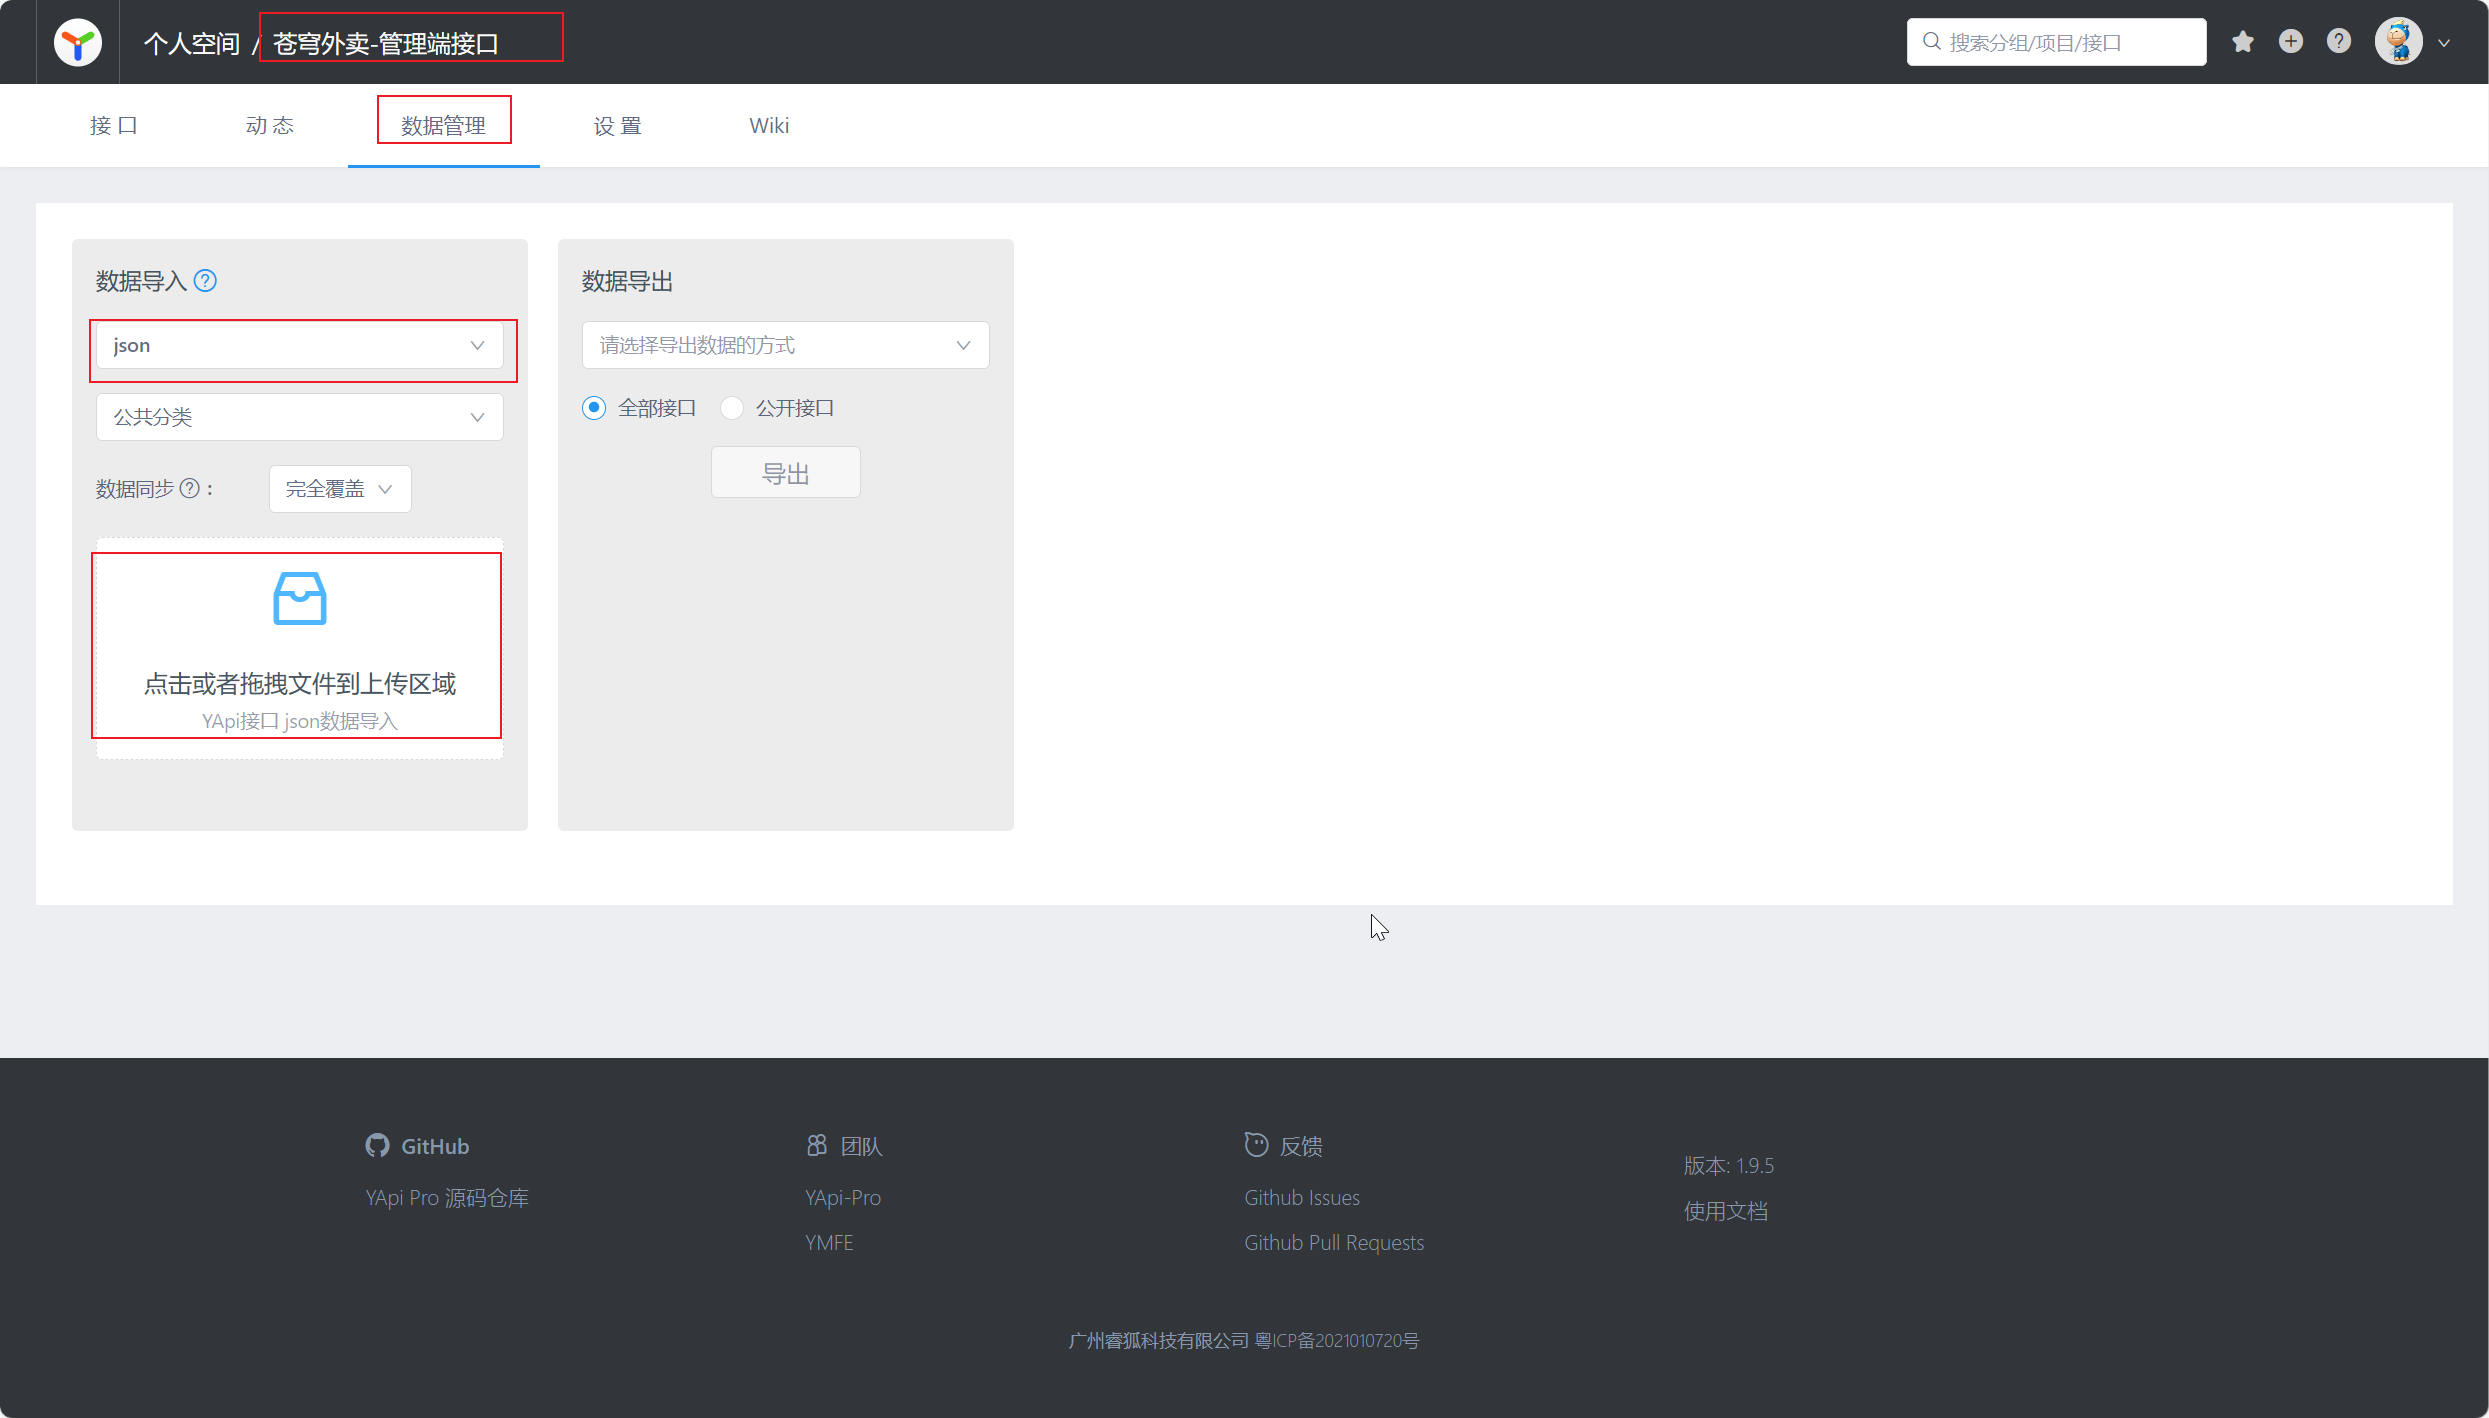 个人空间 / 苍穹外卖-管理端接口
搜索分组/项目/接口
接 口
动 态
数据管理
设 置
Wiki
数据导入
json
公共分类
数据同步 :
完全覆盖
点击或者拖拽文件到上传区域
YApi接口 json数据导入
数据导出
请选择导出数据的方式
全部接口
公开接口
导出
GitHub
YApi Pro 源码仓库
团队
YApi-Pro
YMFE
反馈
Github Issues
Github Pull Requests
版本: 1.9.5
使用文档
广州睿狐科技有限公司 粤ICP备2021010720号